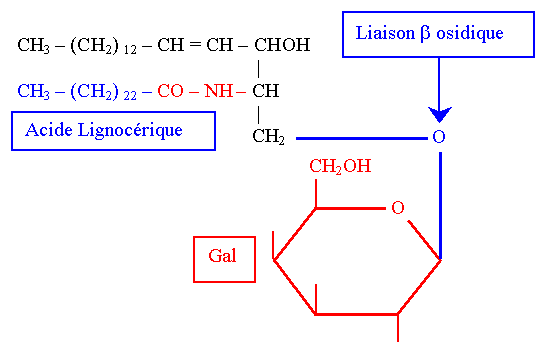 Liaison β osidique
CH₃ – (CH₂) ₁₂ – CH = CH – CHOH
CH₃ – (CH₂) ₂₂ – CO – NH – CH
Acide Lignocérique
CH₂
O
CH₂OH
O
Gal